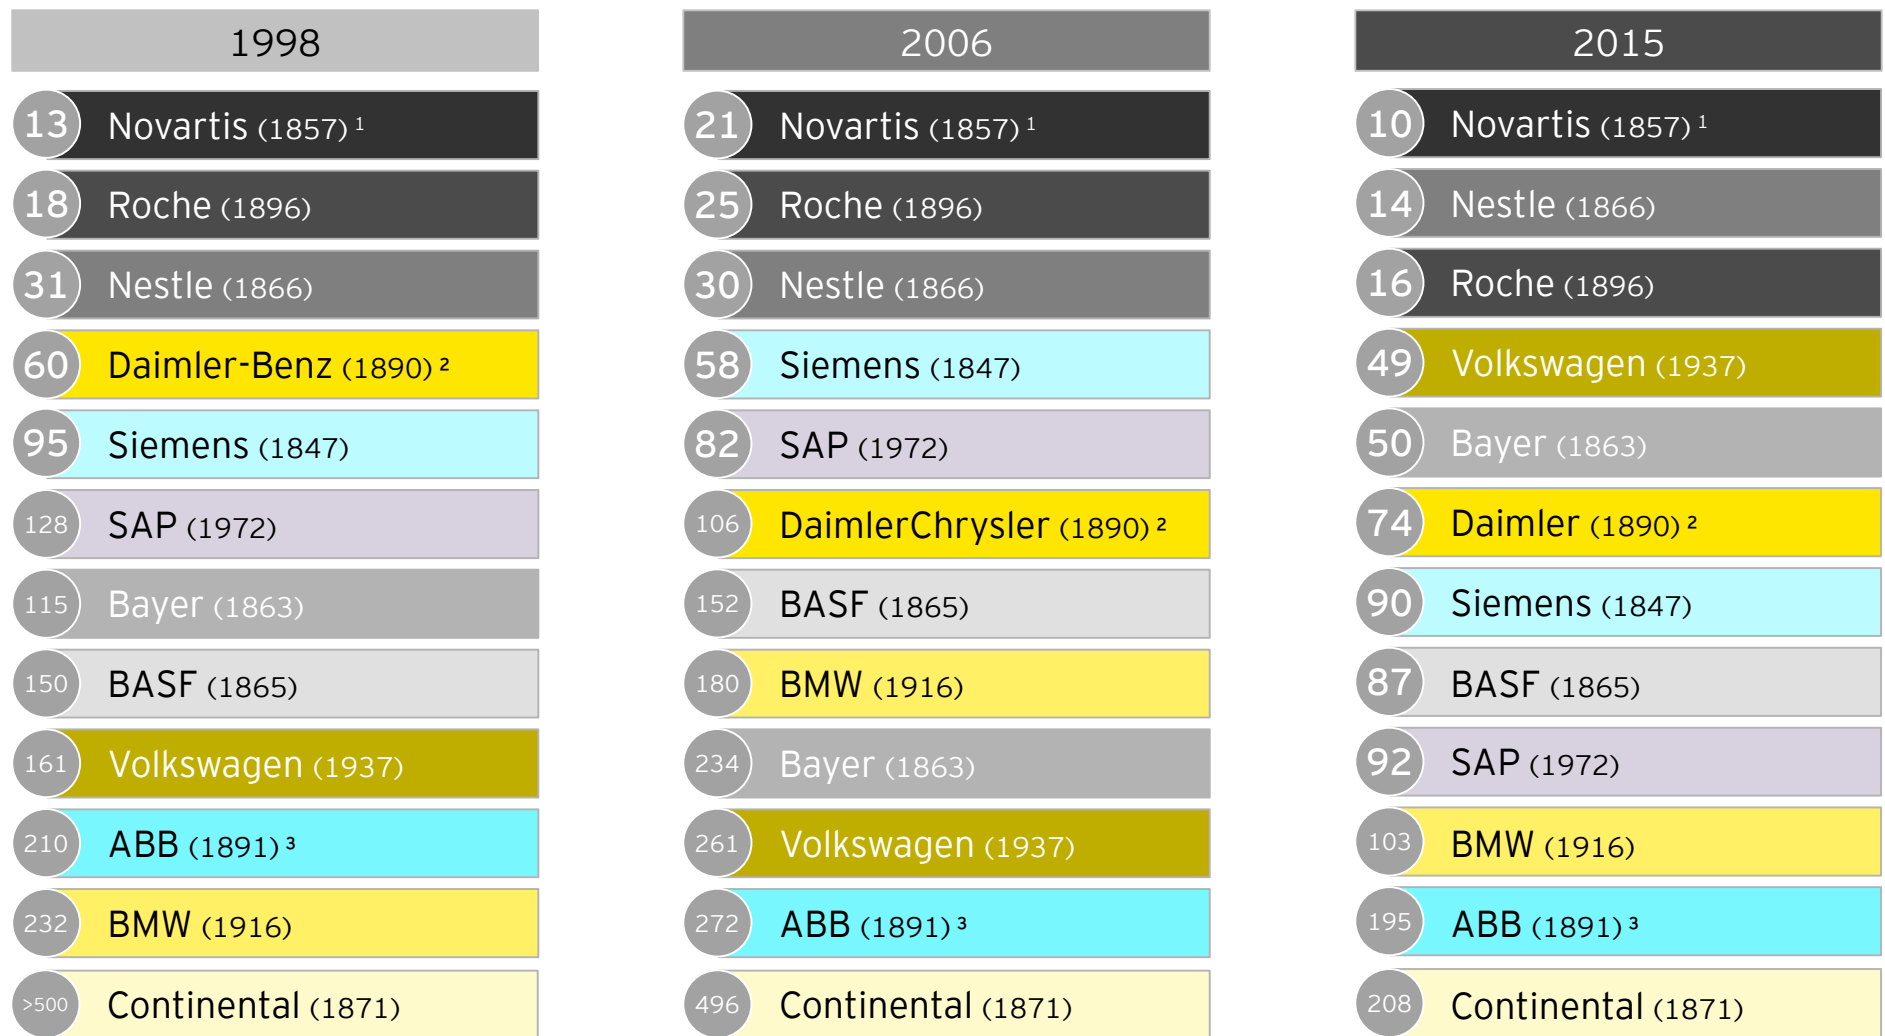 1998
13 Novartis (1857) ¹
18 Roche (1896)
31 Nestle (1866)
60 Daimler-Benz (1890) ²
95 Siemens (1847)
128 SAP (1972)
115 Bayer (1863)
150 BASF (1865)
161 Volkswagen (1937)
210 ABB (1891) ³
232 BMW (1916)
>500 Continental (1871)
2006
21 Novartis (1857) ¹
25 Roche (1896)
30 Nestle (1866)
58 Siemens (1847)
82 SAP (1972)
106 DaimlerChrysler (1890) ²
152 BASF (1865)
180 BMW (1916)
234 Bayer (1863)
261 Volkswagen (1937)
272 ABB (1891) ³
496 Continental (1871)
2015
10 Novartis (1857) ¹
14 Nestle (1866)
16 Roche (1896)
49 Volkswagen (1937)
50 Bayer (1863)
74 Daimler (1890) ²
90 Siemens (1847)
87 BASF (1865)
92 SAP (1972)
103 BMW (1916)
195 ABB (1891) ³
208 Continental (1871)